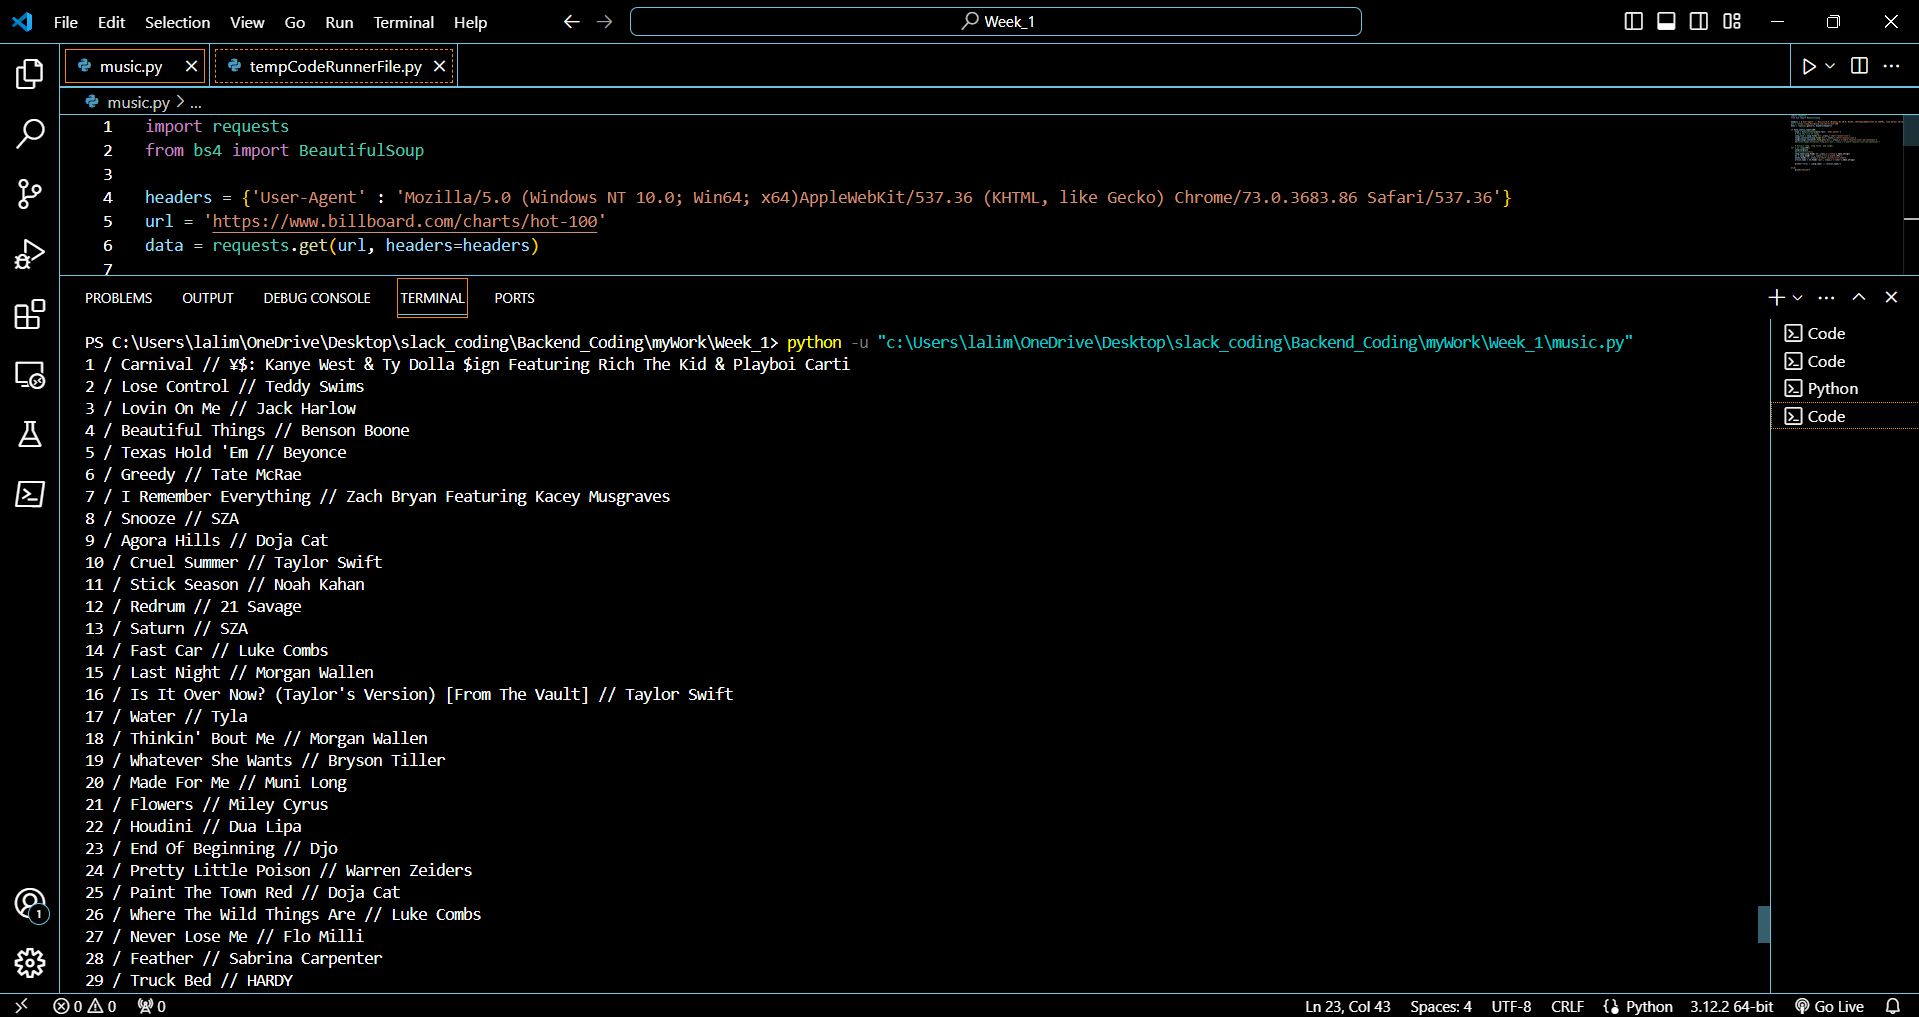 File Edit Selection View Go Run Terminal Help Week_1
music.py tempCodeRunnerFile.py
music.py > ...
1 import requests
2 from bs4 import BeautifulSoup
3
4 headers = {'User-Agent' : 'Mozilla/5.0 (Windows NT 10.0; Win64; x64)AppleWebKit/537.36 (KHTML, like Gecko) Chrome/73.0.3683.86 Safari/537.36'}
5 url = 'https://www.billboard.com/charts/hot-100'
6 data = requests.get(url, headers=headers)
7
PROBLEMS OUTPUT DEBUG CONSOLE TERMINAL PORTS
PS C:\Users\lalim\OneDrive\Desktop\slack_coding\Backend_Coding\myWork\Week_1> python -u "c:\Users\lalim\OneDrive\Desktop\slack_coding\Backend_Coding\myWork\Week_1\music.py"
1 / Carnival // ¥$: Kanye West & Ty Dolla $ign Featuring Rich The Kid & Playboi Carti
2 / Lose Control // Teddy Swims
3 / Lovin On Me // Jack Harlow
4 / Beautiful Things // Benson Boone
5 / Texas Hold 'Em // Beyonce
6 / Greedy // Tate McRae
7 / I Remember Everything // Zach Bryan Featuring Kacey Musgraves
8 / Snooze // SZA
9 / Agora Hills // Doja Cat
10 / Cruel Summer // Taylor Swift
11 / Stick Season // Noah Kahan
12 / Redrum // 21 Savage
13 / Saturn // SZA
14 / Fast Car // Luke Combs
15 / Last Night // Morgan Wallen
16 / Is It Over Now? (Taylor's Version) [From The Vault] // Taylor Swift
17 / Water // Tyla
18 / Thinkin' Bout Me // Morgan Wallen
19 / Whatever She Wants // Bryson Tiller
20 / Made For Me // Muni Long
21 / Flowers // Miley Cyrus
22 / Houdini // Dua Lipa
23 / End Of Beginning // Djo
24 / Pretty Little Poison // Warren Zeiders
25 / Paint The Town Red // Doja Cat
26 / Where The Wild Things Are // Luke Combs
27 / Never Lose Me // Flo Milli
28 / Feather // Sabrina Carpenter
29 / Truck Bed // HARDY
Code
Code
Python
Code
1
0 0 0 Ln 23, Col 43 Spaces: 4 UTF-8 CRLF Python 3.12.2 64-bit Go Live